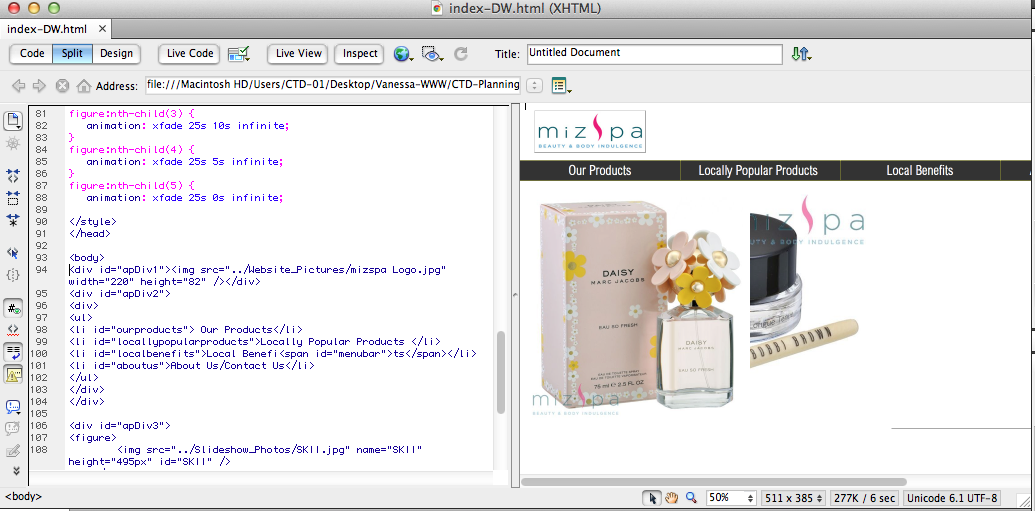 index-DW.html (XHTML)
index-DW.html
Code Split Design Live Code Live View Inspect Title: Untitled Document
Address: file:///Macintosh HD/Users/CTD-01/Desktop/Vanessa-WWW/CTD-Planning
81 figure:nth-child(3) {
82 animation: xfade 25s 10s infinite;
83 }
84 figure:nth-child(4) {
85 animation: xfade 25s 5s infinite;
86 }
87 figure:nth-child(5) {
88 animation: xfade 25s 0s infinite;
89
90 </style>
91 </head>
92
93 <body>
94 <div id="apDiv1"><img src="../Website_Pictures/mizspa Logo.jpg"
width="220" height="82" /></div>
95 <div id="apDiv2">
96 <div>
97 <ul>
98 <li id="ourproducts"> Our Products</li>
99 <li id="locallypopularproducts">Locally Popular Products </li>
100 <li id="localbenefits">Local Benefi<span id="menubar">ts</span></li>
101 <li id="aboutus">About Us/Contact Us</li>
102 </ul>
103 </div>
104 </div>
105
106 <div id="apDiv3">
107 <figure>
108 <img src="../Slideshow_Photos/SKII.jpg" name="SKII"
height="495px" id="SKII" />
mizspa
BEAUTY & BODY INDULGENCE
Our Products Locally Popular Products Local Benefits
DAISY
MARC JACOBS
EAU SO FRESH
75 ml e 2.5 FL.OZ
mizspa
BEAUTY & BODY INDULGENCE
DAISY
MARC JACOBS
EAU SO FRESH
miz pa
UTY & BODY INDULGENCE
BOBBI BROWN
<body>
50% 511 x 385 277K / 6 sec Unicode 6.1 UTF-8